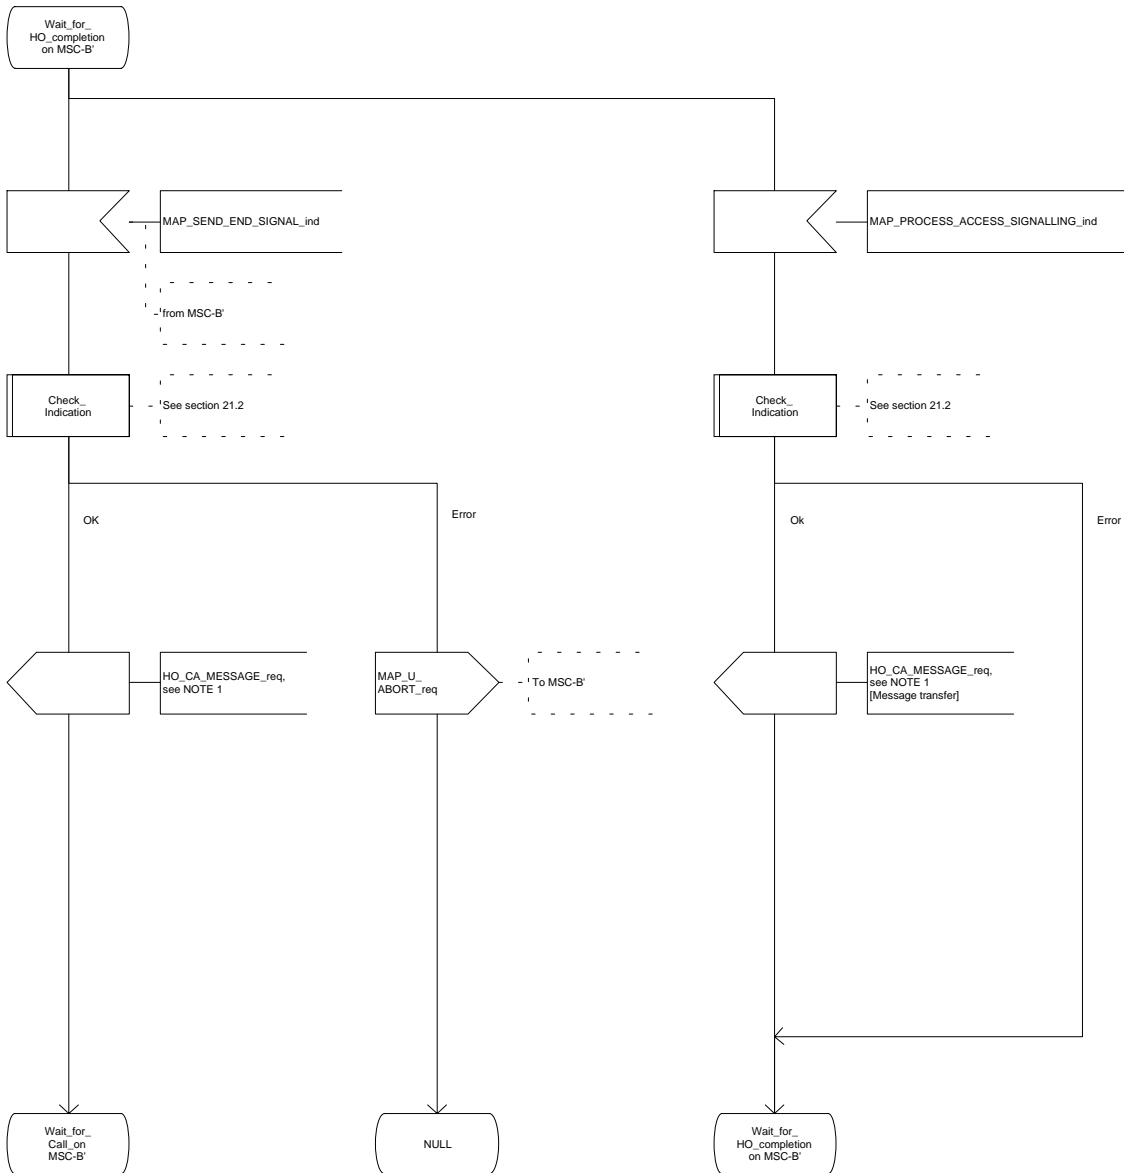 Wait_for_
HO_completion
on MSC-B'
MAP_SEND_END_SIGNAL_ind
MAP_PROCESS_ACCESS_SIGNALLING_ind
from MSC-B'
Check_
Indication
See section 21.2
Check_
Indication
See section 21.2
OK
Error
Ok
Error
HO_CA_MESSAGE_req,
see NOTE 1
MAP_U_
ABORT_req
To MSC-B'
HO_CA_MESSAGE_req,
see NOTE 1
[Message transfer]
Wait_for_
Call_on
MSC-B'
NULL
Wait_for_
HO_completion
on MSC-B'